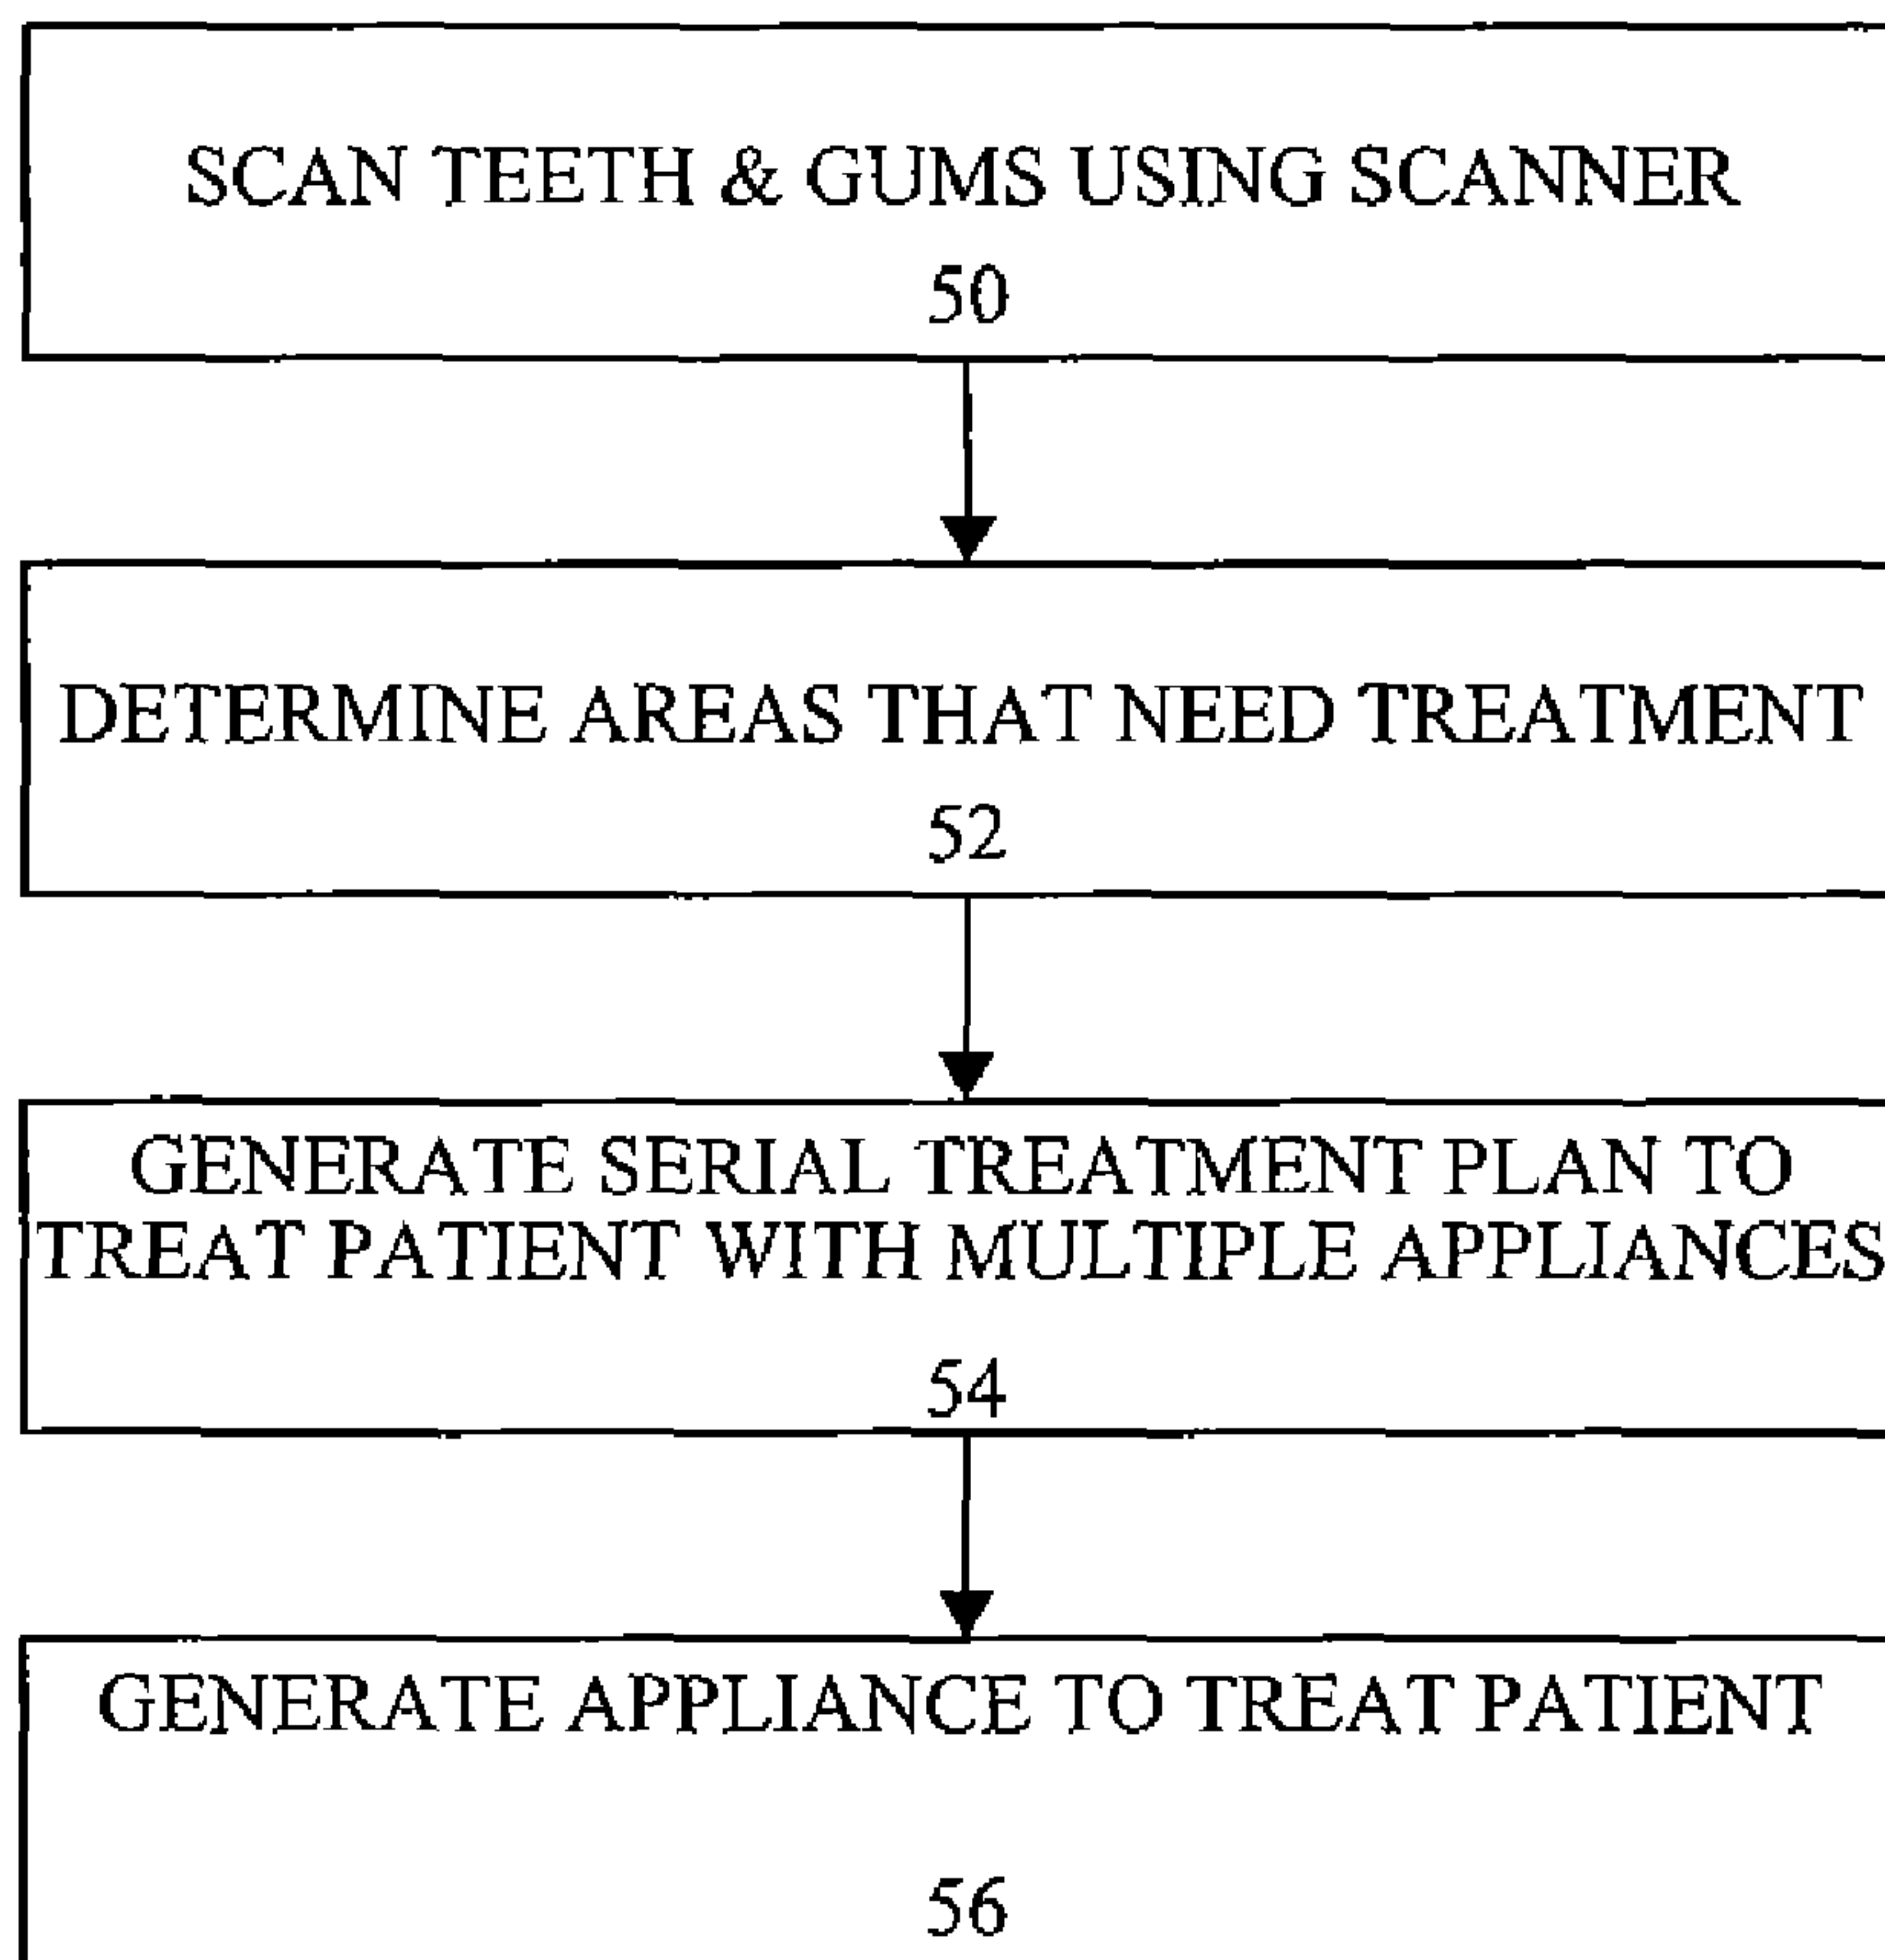 SCAN TEETH & GUMS USING SCANNER
50
DETERMINE AREAS THAT NEED TREATMENT
52
GENERATE SERIAL TREATMENT PLAN TO
TREAT PATIENT WITH MULTIPLE APPLIANCES
54
GENERATE APPLIANCE TO TREAT PATIENT
56